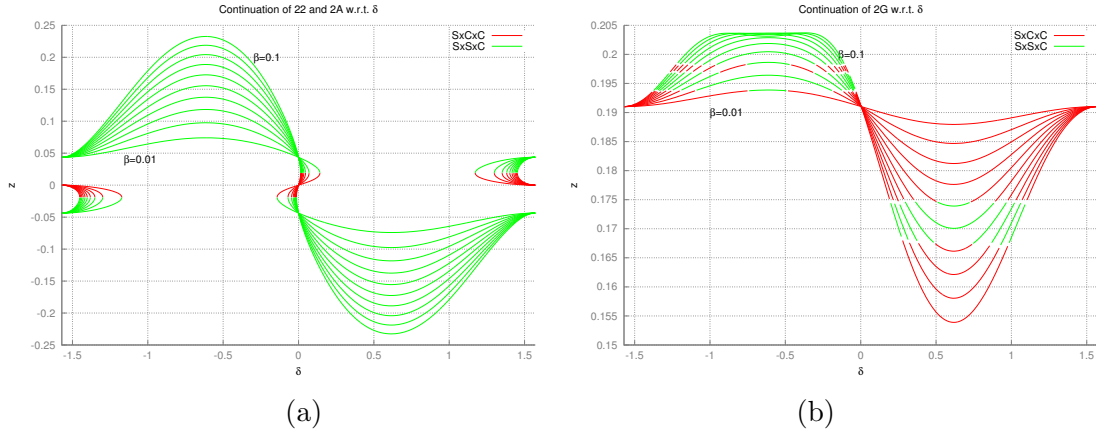 Continuation of 22 and 2A w.r.t. δ
SxCxC
SxSxC
β=0.1
β=0.01
z
0.25
0.2
0.15
0.1
0.05
0
-0.05
-0.1
-0.15
-0.2
-0.25
-1.5 -1 -0.5 0 0.5 1 1.5
δ
(a)
Continuation of 2G w.r.t. δ
SxCxC
SxSxC
β=0.1
β=0.01
z
0.205
0.2
0.195
0.19
0.185
0.18
0.175
0.17
0.165
0.16
0.155
0.15
-1.5 -1 -0.5 0 0.5 1 1.5
δ
(b)